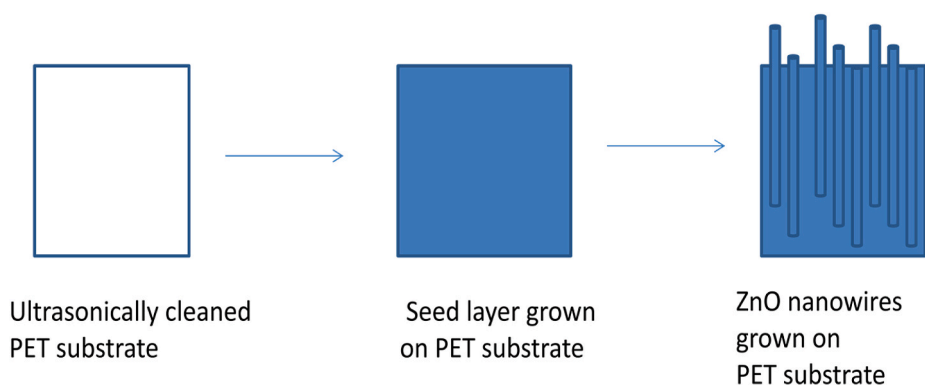 Ultrasonically cleaned
PET substrate
Seed layer grown
on PET substrate
ZnO nanowires
grown on
PET substrate